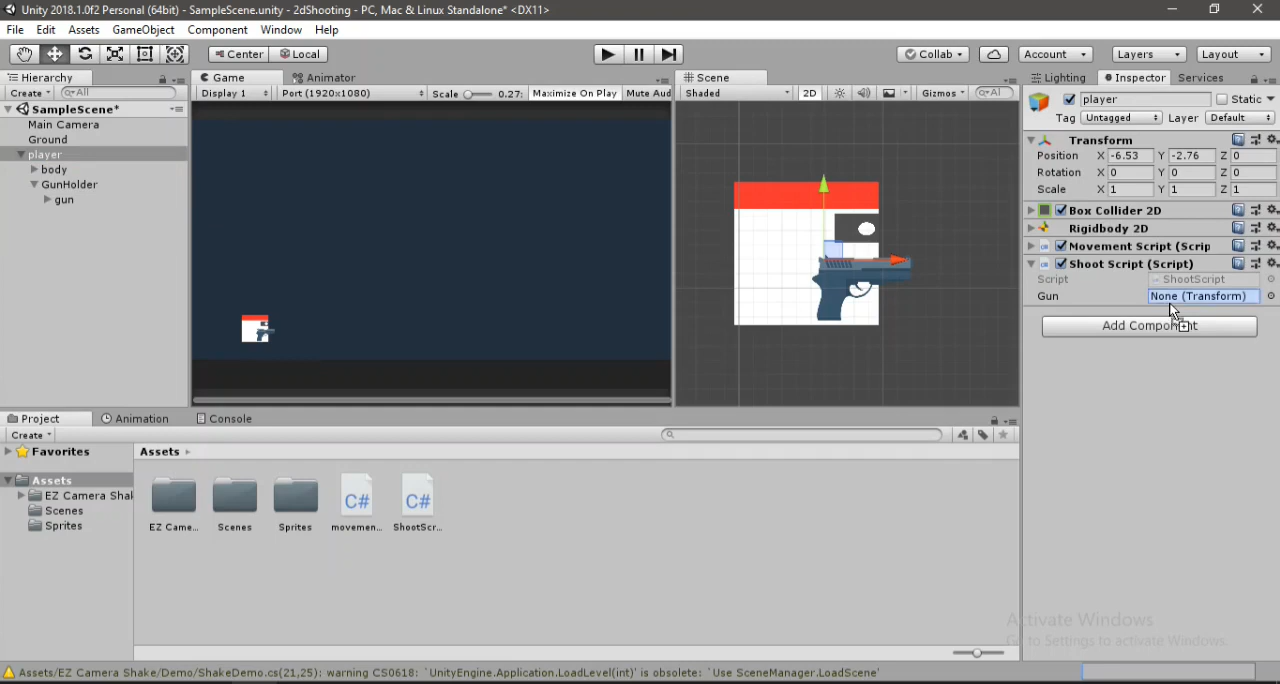 Unity 2018.1.0f2 Personal (64bit) - SampleScene.unity - 2dShooting - PC, Mac & Linux Standalone* <DX11>
File Edit Assets GameObject Component Window Help
Center Local Collab Account Layers Layout
Hierarchy Game Animator Scene Lighting Inspector Services
Create All Display 1 Port (1920x1080) Scale 0.27: Maximize On Play Mute Aud Shaded 2D Gizmos All
player Static
SampleScene*
Tag Untagged Layer Default
Main Camera
Ground
player
body
GunHolder
gun
Transform
Position X -6.53 Y -2.76 Z 0
Rotation X 0 Y 0 Z 0
Scale X 1 Y 1 Z 1
Box Collider 2D
Rigidbody 2D
Movement Script (Scrip
Shoot Script (Script)
Script ShootScript
Gun None (Transform)
Add Component
Project Animation Console
Create
Favorites
Assets
EZ Camera Shal
Scenes
Sprites
Assets
C# C#
EZ Came... Scenes Sprites movemen... ShootScr...
Activate Windows
Go to Settings to activate Windows.
Assets/EZ Camera Shake/Demo/ShakeDemo.cs(21,25): warning CS0618: `UnityEngine.Application.LoadLevel(int)' is obsolete: `Use SceneManager.LoadScene'